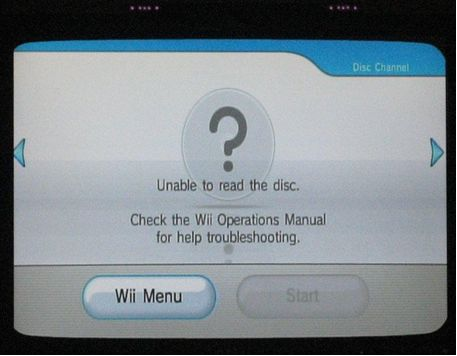 Disc Channel
?
Unable to read the disc.
Check the Wii Operations Manual
for help troubleshooting.
Wii Menu
Start